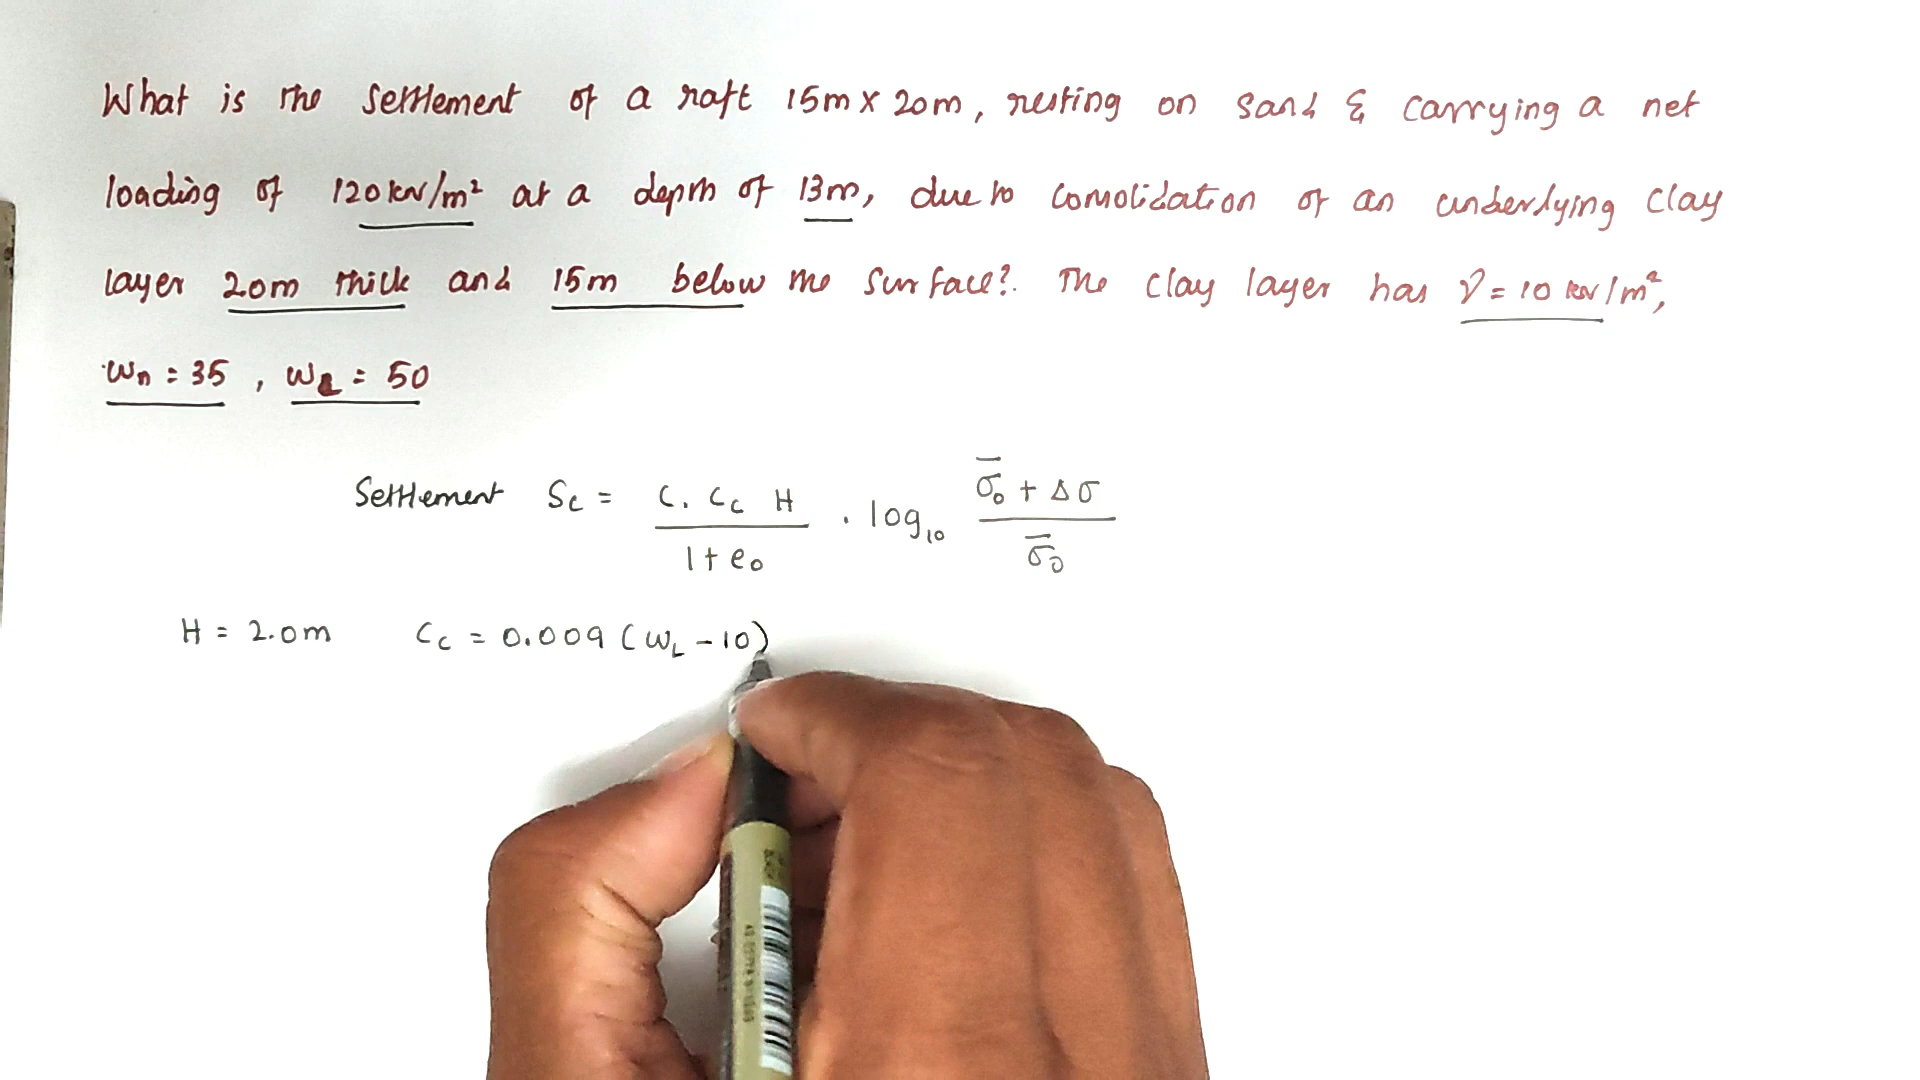 What is the settlement of a raft 15m x 20m, resting on sand & carrying a net
loading of 120 kN/m² at a depth of 13m, due to consolidation of an underlying clay
layer 20m thick and 15m below the surface?. The clay layer has γ = 10 kN/m²,
wn = 35 , wL = 50
Settlement Sc = C. Cc H / 1+e₀ . log₁₀ σ̅₀ + Δσ / σ̅₀
H = 2.0m Cc = 0.009 (wL - 10)